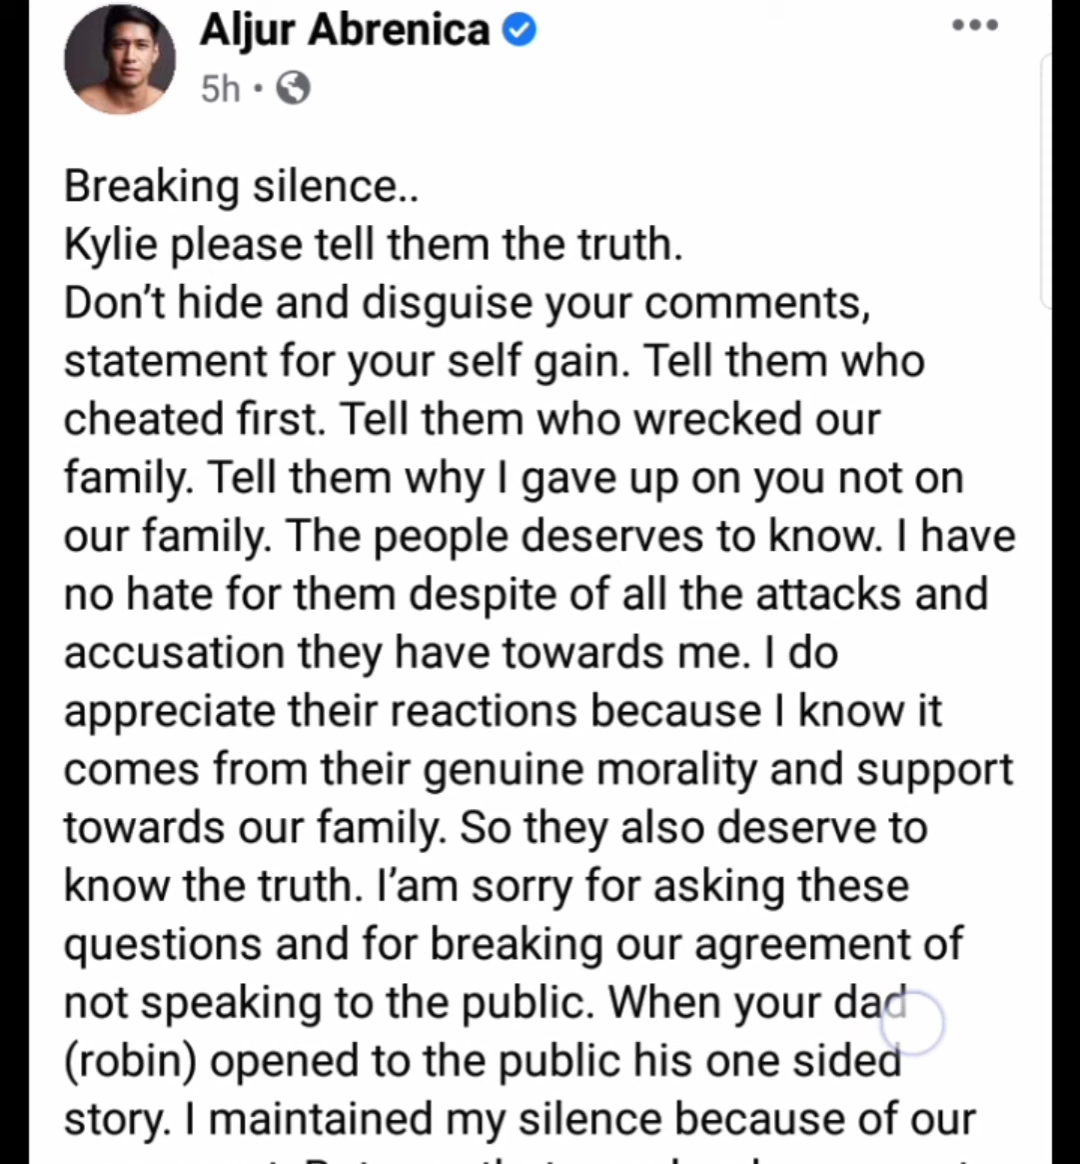 Aljur Abrenica
5h
Breaking silence..
Kylie please tell them the truth.
Don't hide and disguise your comments,
statement for your self gain. Tell them who
cheated first. Tell them who wrecked our
family. Tell them why I gave up on you not on
our family. The people deserves to know. I have
no hate for them despite of all the attacks and
accusation they have towards me. I do
appreciate their reactions because I know it
comes from their genuine morality and support
towards our family. So they also deserve to
know the truth. I'am sorry for asking these
questions and for breaking our agreement of
not speaking to the public. When your dad
(robin) opened to the public his one sided
story. I maintained my silence because of our